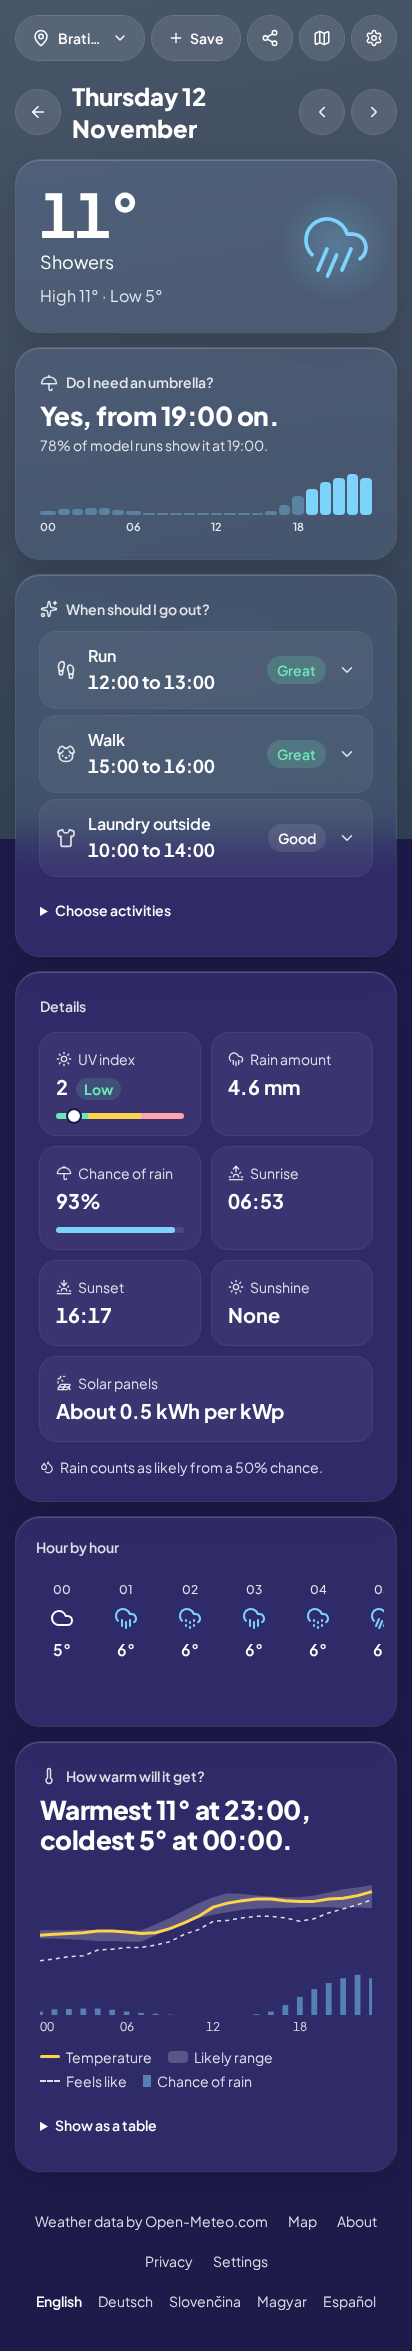 Brati...
Save
Thursday 12
November
11°
Showers
High 11° · Low 5°
Do I need an umbrella?
Yes, from 19:00 on.
78% of model runs show it at 19:00.
00 06 12 18
When should I go out?
Run
12:00 to 13:00
Great
Walk
15:00 to 16:00
Great
Laundry outside
10:00 to 14:00
Good
Choose activities
Details
UV index
2 Low
Rain amount
4.6 mm
Chance of rain
93%
Sunrise
06:53
Sunset
16:17
Sunshine
None
Solar panels
About 0.5 kWh per kWp
Rain counts as likely from a 50% chance.
Hour by hour
00 01 02 03 04 0
5° 6° 6° 6° 6° 6
How warm will it get?
Warmest 11° at 23:00,
coldest 5° at 00:00.
00 06 12 18
Temperature Likely range
Feels like Chance of rain
Show as a table
Weather data by Open-Meteo.com Map About
Privacy Settings
English Deutsch Slovenčina Magyar Español